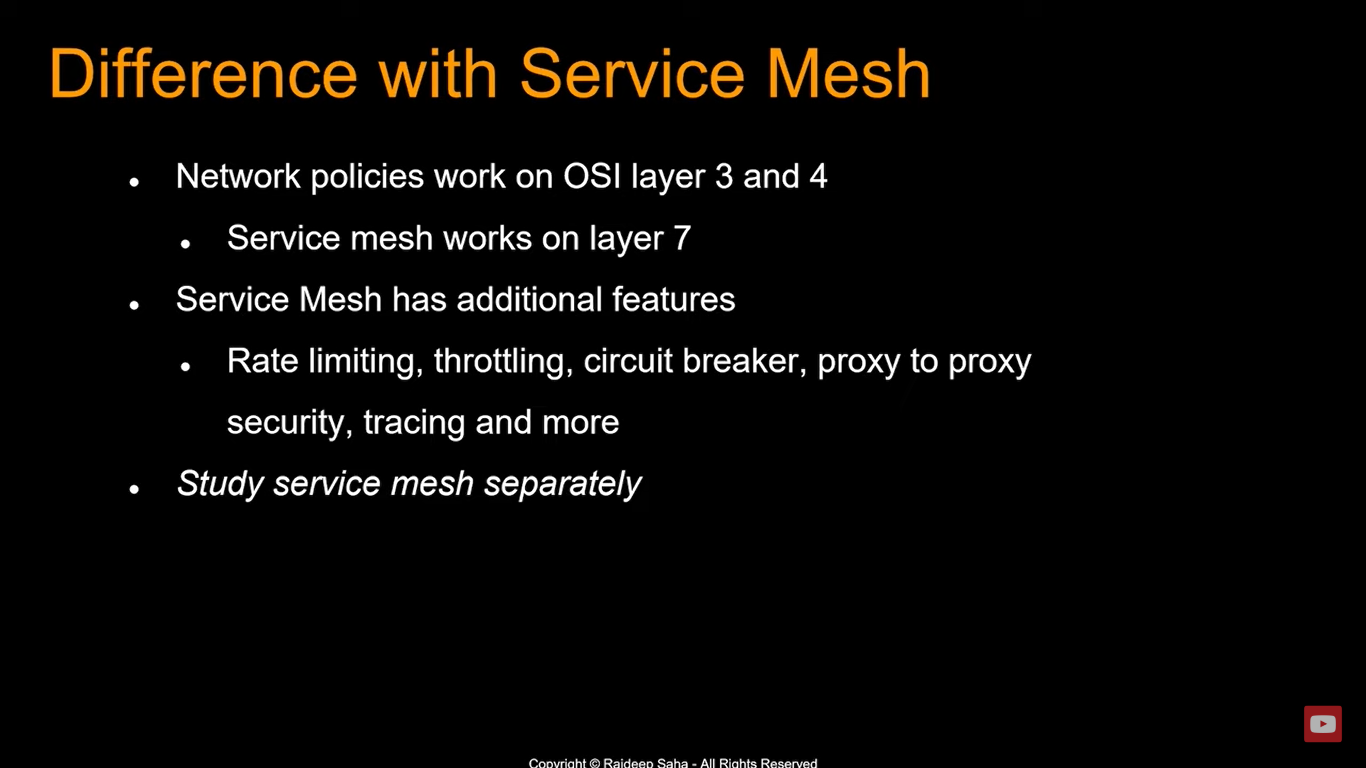 Difference with Service Mesh
• Network policies work on OSI layer 3 and 4
• Service mesh works on layer 7
• Service Mesh has additional features
• Rate limiting, throttling, circuit breaker, proxy to proxy
security, tracing and more
• Study service mesh separately
Copyright © Rajdeep Saha - All Rights Reserved